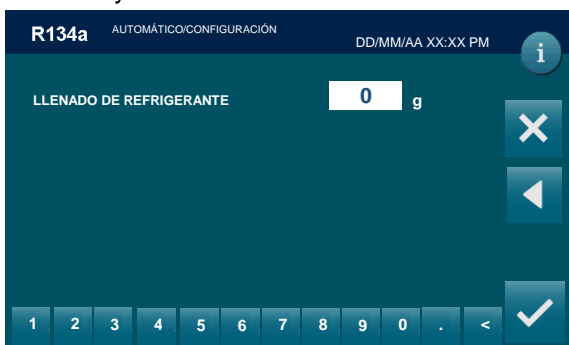 R134a AUTOMÁTICO/CONFIGURACIÓN DD/MM/AA XX:XX PM
i
LLENADO DE REFRIGERANTE 0 g
1 2 3 4 5 6 7 8 9 0 . <